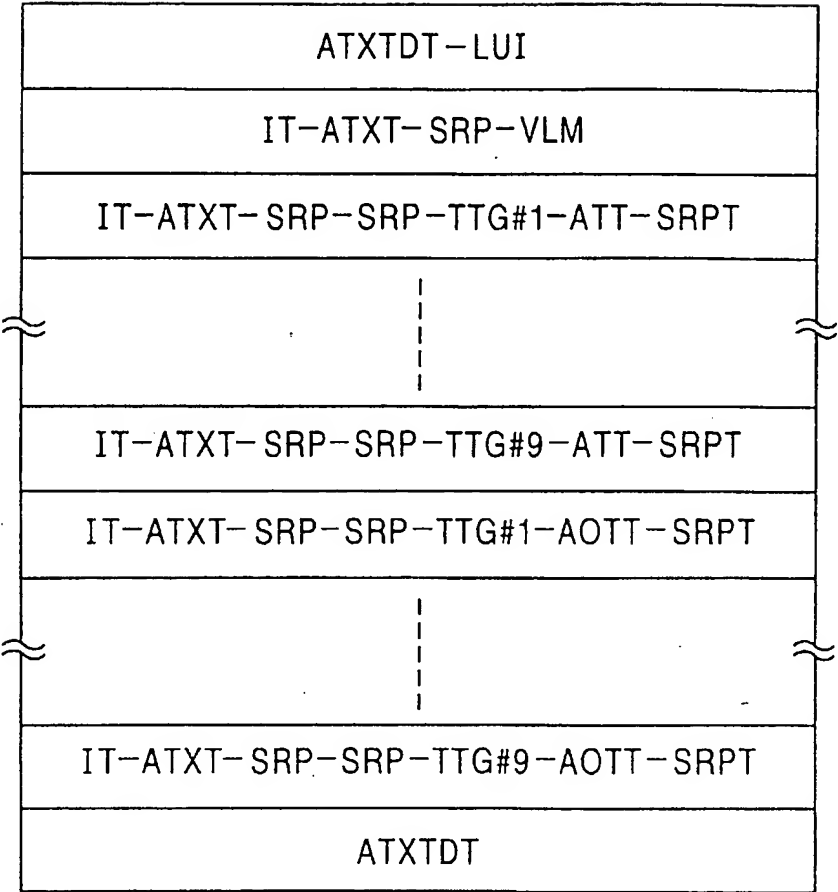 ATXTDT-LUI
IT-ATXT-SRP-VLM
IT-ATXT-SRP-SRP-TTG#1-ATT-SRPT
IT-ATXT-SRP-SRP-TTG#9-ATT-SRPT
IT-ATXT-SRP-SRP-TTG#1-AOTT-SRPT
IT-ATXT-SRP-SRP-TTG#9-AOTT-SRPT
ATXTDT